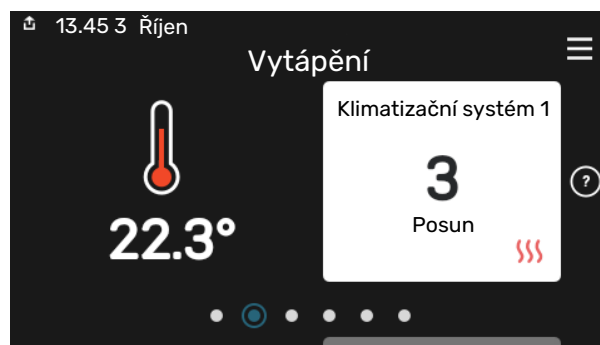 13.45 3 Říjen
Vytápění
Klimatizační systém 1
3
Posun
22.3°
?